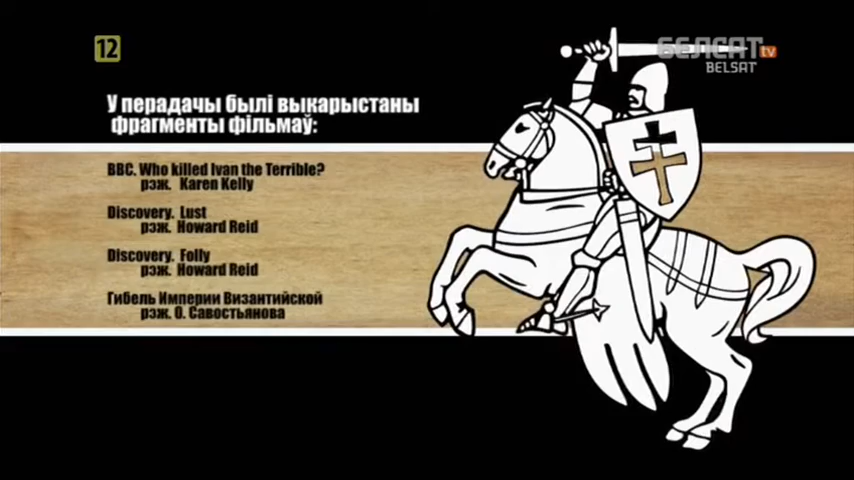 12
БЕЛСАТ tv
BELSAT
У перадачы былі выкарыстаны
фрагменты фільмаў:
BBC. Who killed Ivan the Terrible?
рэж. Karen Kelly
Discovery. Lust
рэж. Howard Reid
Discovery. Folly
рэж. Howard Reid
Гибель Империи Византийской
рэж. О. Савостьянова